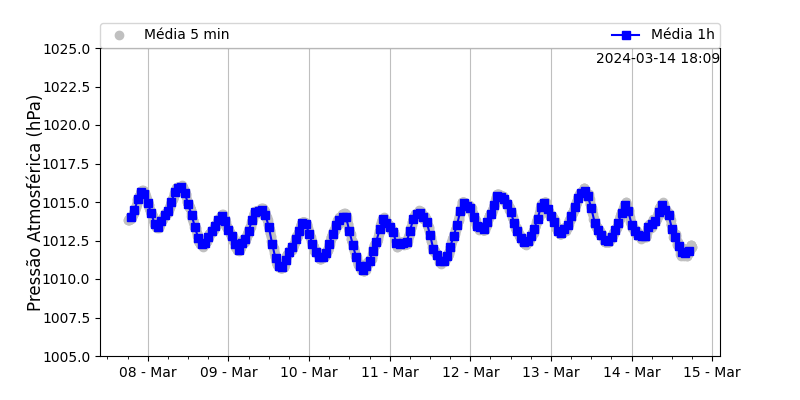 Média 5 min
Média 1h
2024-03-14 18:09
Pressão Atmosférica (hPa)
1025.0
1022.5
1020.0
1017.5
1015.0
1012.5
1010.0
1007.5
1005.0
08 - Mar
09 - Mar
10 - Mar
11 - Mar
12 - Mar
13 - Mar
14 - Mar
15 - Mar